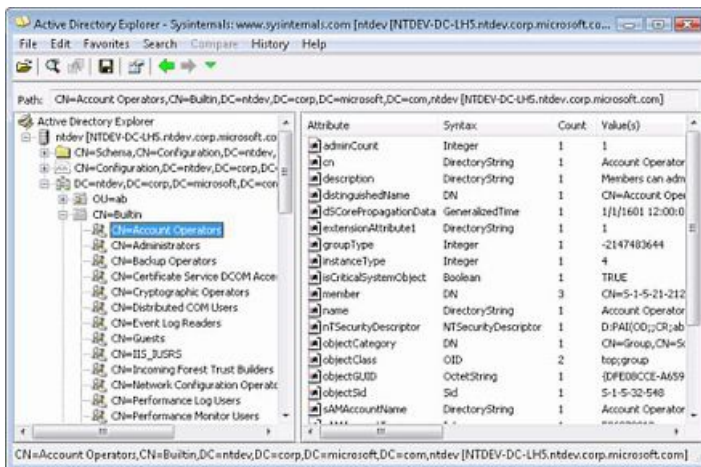 Active Directory Explorer - Sysinternals: www.sysinternals.com [ntdev [NTDEV-DC-LH5.ntdev.corp.microsoft.co...
File Edit Favorites Search Compare History Help
Path: CN=Account Operators,CN=Builtin,DC=ntdev,DC=corp,DC=microsoft,DC=com,ntdev [NTDEV-DC-LH5.ntdev.corp.microsoft.com]
Active Directory Explorer
ntdev [NTDEV-DC-LH5.ntdev.corp.microsoft.co
CN=Schema,CN=Configuration,DC=ntdev,
CN=Configuration,DC=ntdev,DC=corp,DC=
DC=ntdev,DC=corp,DC=microsoft,DC=con
OU=ab
CN=Builtin
CN=Account Operators
CN=Administrators
CN=Backup Operators
CN=Certificate Service DCOM Acce
CN=Cryptographic Operators
CN=Distributed COM Users
CN=Event Log Readers
CN=Guests
CN=IIS_IUSRS
CN=Incoming Forest Trust Builders
CN=Network Configuration Operato
CN=Performance Log Users
CN=Performance Monitor Users
Attribute Syntax Count Value(s)
adminCount Integer 1 1
cn DirectoryString 1 Account Operator
description DirectoryString 1 Members can adm
distinguishedName DN 1 CN=Account Oper
dSCorePropagationData GeneralizedTime 1 1/1/1601 12:00:0
extensionAttribute1 DirectoryString 1 1
groupType Integer 1 -2147483644
instanceType Integer 1 4
isCriticalSystemObject Boolean 1 TRUE
member DN 3 CN=S-1-5-21-212
name DirectoryString 1 Account Operator
nTSecurityDescriptor NTSecurityDescriptor 1 D:PAI(OD;;CR;ab
objectCategory DN 1 CN=Group,CN=Sc
objectClass OID 2 top;group
objectGUID OctetString 1 {DFE08CCE-A659
objectSid Sid 1 S-1-5-32-548
sAMAccountName DirectoryString 1 Account Operator
CN=Account Operators,CN=Builtin,DC=ntdev,DC=corp,DC=microsoft,DC=com,ntdev [NTDEV-DC-LH5.ntdev.corp.microsoft.com]